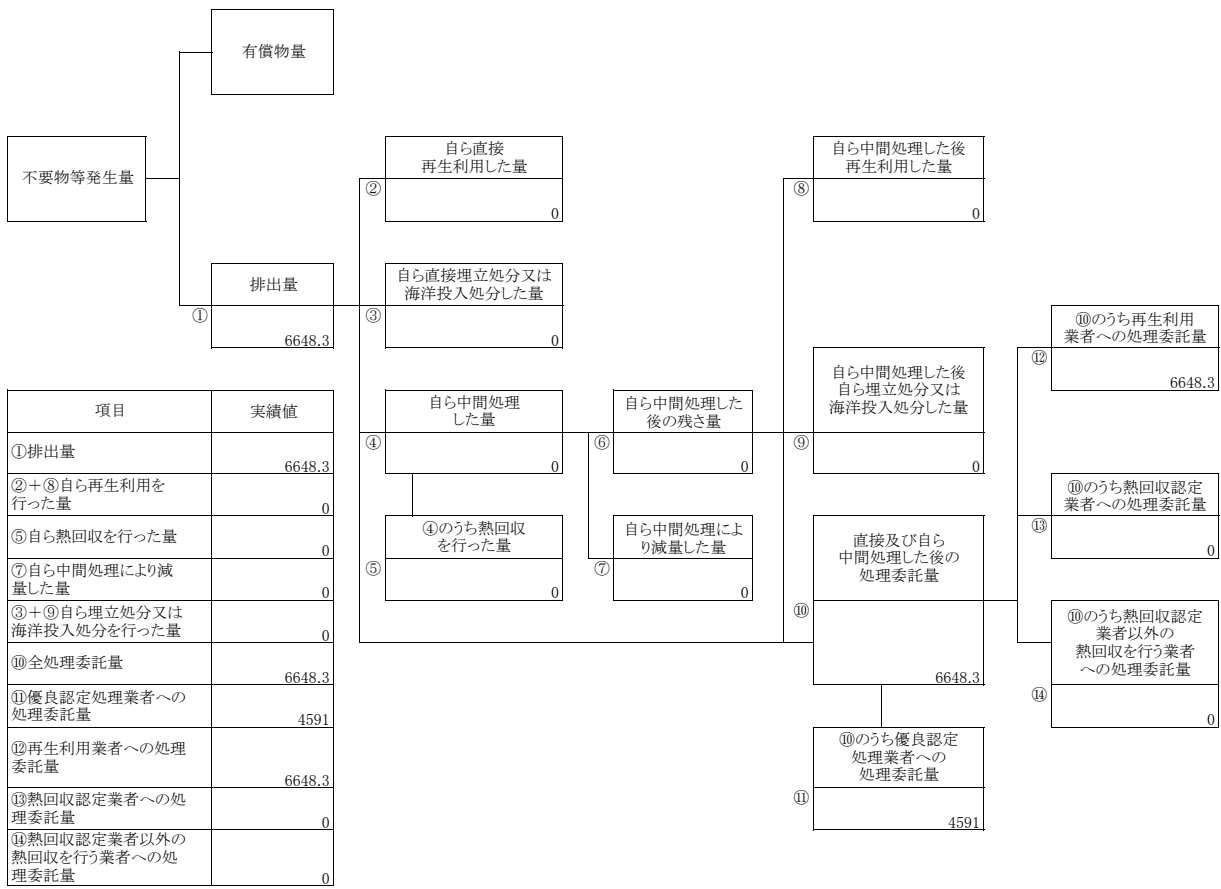 有償物量
不要物等発生量
自ら直接
再生利用した量
②
0
自ら中間処理した後
再生利用した量
⑧
0
排出量
①
6648.3
自ら直接埋立処分又は
海洋投入処分した量
③
0
⑩のうち再生利用
業者への処理委託量
⑫
6648.3
自ら中間処理
した量
④
0
自ら中間処理した
後の残さ量
⑥
0
自ら中間処理した後
自ら埋立処分又は
海洋投入処分した量
⑨
0
⑩のうち熱回収認定
業者への処理委託量
⑬
0
④のうち熱回収
を行った量
⑤
0
自ら中間処理によ
り減量した量
⑦
0
直接及び自ら
中間処理した後の
処理委託量
⑩
6648.3
⑩のうち熱回収認定
業者以外の
熱回収を行う業者
への処理委託量
⑭
0
⑩のうち優良認定
処理業者への
処理委託量
⑪
4591
項目 実績値
①排出量
6648.3
②+⑧自ら再生利用を
行った量
0
⑤自ら熱回収を行った量
0
⑦自ら中間処理により減
量した量
0
③+⑨自ら埋立処分又は
海洋投入処分を行った量
0
⑩全処理委託量
6648.3
⑪優良認定処理業者への
処理委託量
4591
⑫再生利用業者への処理
委託量
6648.3
⑬熱回収認定業者への処
理委託量
0
⑭熱回収認定業者以外の
熱回収を行う業者への処
理委託量
0